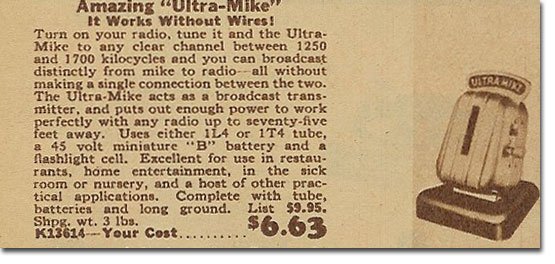 Amazing "Ultra-Mike"
It Works Without Wires!
Turn on your radio, tune it and the Ultra-
Mike to any clear channel between 1250
and 1700 kilocycles and you can broadcast
distinctly from mike to radio—all without
making a single connection between the two.
The Ultra-Mike acts as a broadcast trans-
mitter, and puts out enough power to work
perfectly with any radio up to seventy-five
feet away. Uses either 1L4 or 1T4 tube,
a 45 volt miniature "B" battery and a
flashlight cell. Excellent for use in restau-
rants, home entertainment, in the sick
room or nursery, and a host of other prac-
tical applications. Complete with tube,
batteries and long ground. List $9.95.
Shpg. wt. 3 lbs.
K13614—Your Cost.......... $6.63
ULTRA MIKE